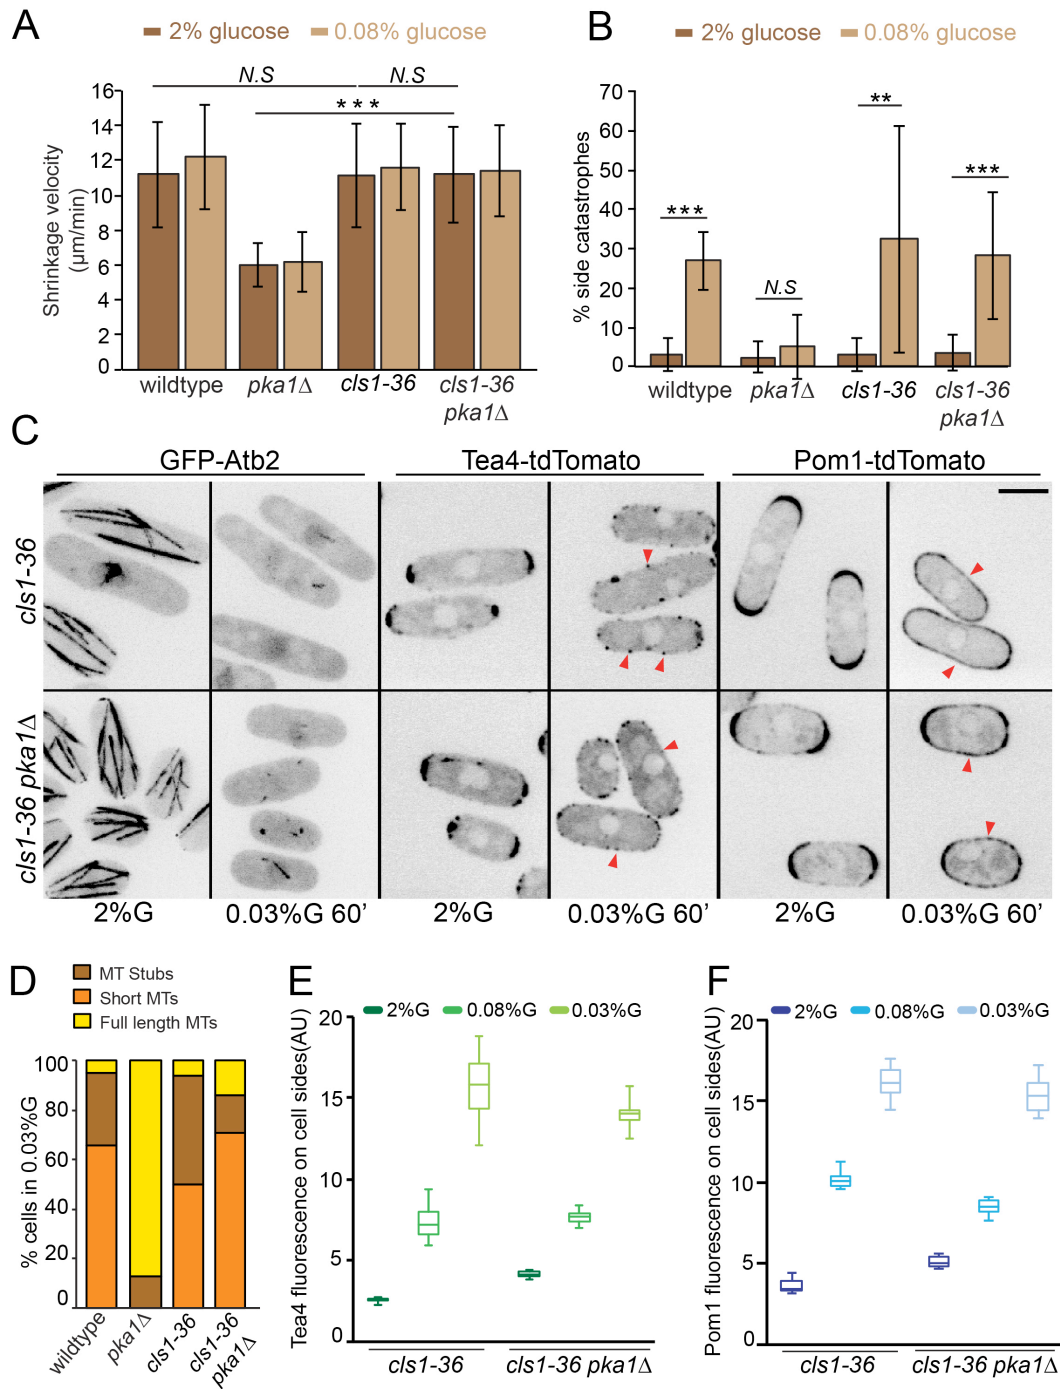 A
2% glucose 0.08% glucose
N.S N.S
***
Shrinkage velocity
(µm/min)
16
14
12
10
8
6
4
2
0
wildtype pka1Δ cls1-36 cls1-36
pka1Δ
B
2% glucose 0.08% glucose
% side catastrophes
70
60
50
40
30
20
10
0
***
N.S
**
***
wildtype pka1Δ cls1-36 cls1-36
pka1Δ
C
GFP-Atb2 Tea4-tdTomato Pom1-tdTomato
cls1-36
cls1-36 pka1Δ
2%G 0.03%G 60’ 2%G 0.03%G 60’ 2%G 0.03%G 60’
D
MT Stubs
Short MTs
Full length MTs
% cells in 0.03%G
100
80
60
40
20
0
wildtype pka1Δ cls1-36 cls1-36
pka1Δ
E
2%G 0.08%G 0.03%G
Tea4 fluorescence on cell sides(AU)
20
15
10
5
0
cls1-36 cls1-36 pka1Δ
F
2%G 0.08%G 0.03%G
Pom1 fluorescence on cell sides(AU)
20
15
10
5
0
cls1-36 cls1-36 pka1Δ